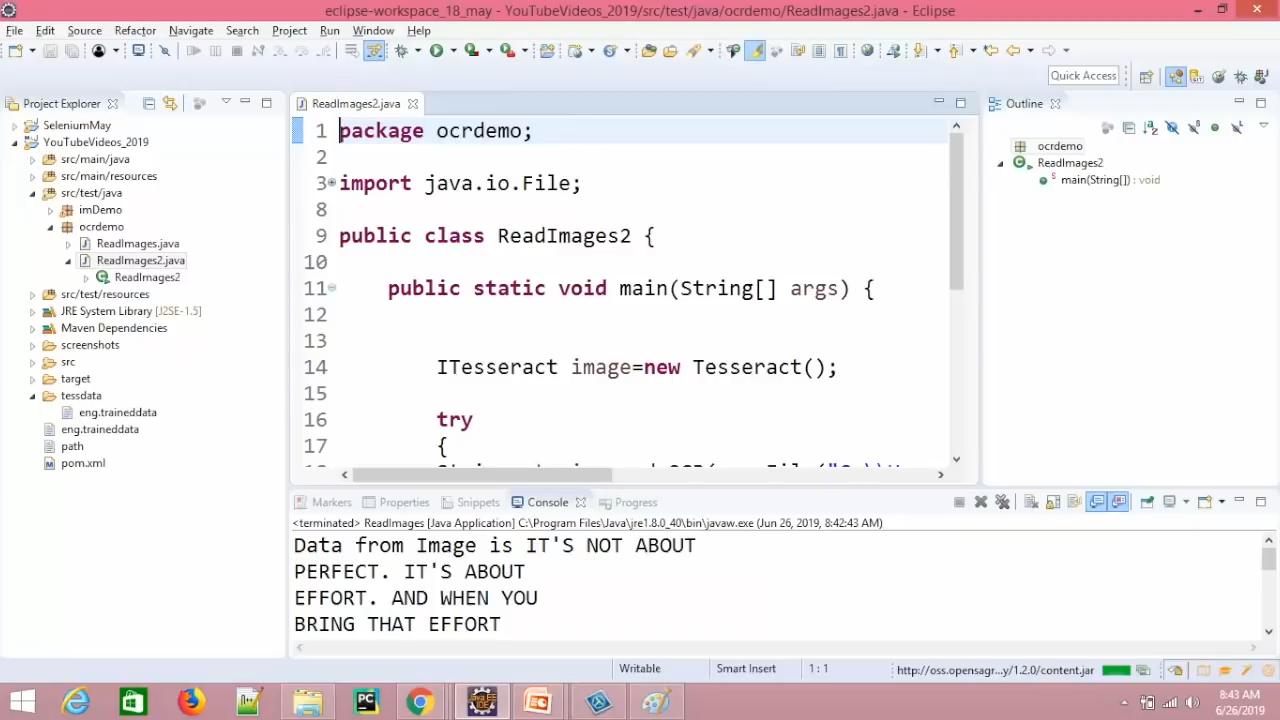 eclipse-workspace_18_may - YouTubeVideos_2019/src/test/java/ocrdemo/ReadImages2.java - Eclipse
File Edit Source Refactor Navigate Search Project Run Window Help
Quick Access
Project Explorer
SeleniumMay
YouTubeVideos_2019
src/main/java
src/main/resources
src/test/java
imDemo
ocrdemo
ReadImages.java
ReadImages2.java
ReadImages2
src/test/resources
JRE System Library [J2SE-1.5]
Maven Dependencies
screenshots
src
target
tessdata
eng.traineddata
eng.traineddata
path
pom.xml
ReadImages2.java
1 package ocrdemo;
2
3 import java.io.File;
8
9 public class ReadImages2 {
10
11 public static void main(String[] args) {
12
13
14 ITesseract image=new Tesseract();
15
16 try
17 {
Outline
ocrdemo
ReadImages2
main(String[]) : void
Markers Properties Snippets Console Progress
<terminated> ReadImages [Java Application] C:\Program Files\Java\jre1.8.0_40\bin\javaw.exe (Jun 26, 2019, 8:42:43 AM)
Data from Image is IT'S NOT ABOUT
PERFECT. IT'S ABOUT
EFFORT. AND WHEN YOU
BRING THAT EFFORT
Writable Smart Insert 1 : 1 http://oss.opensagr...y/1.2.0/content.jar
8:43 AM
6/26/2019